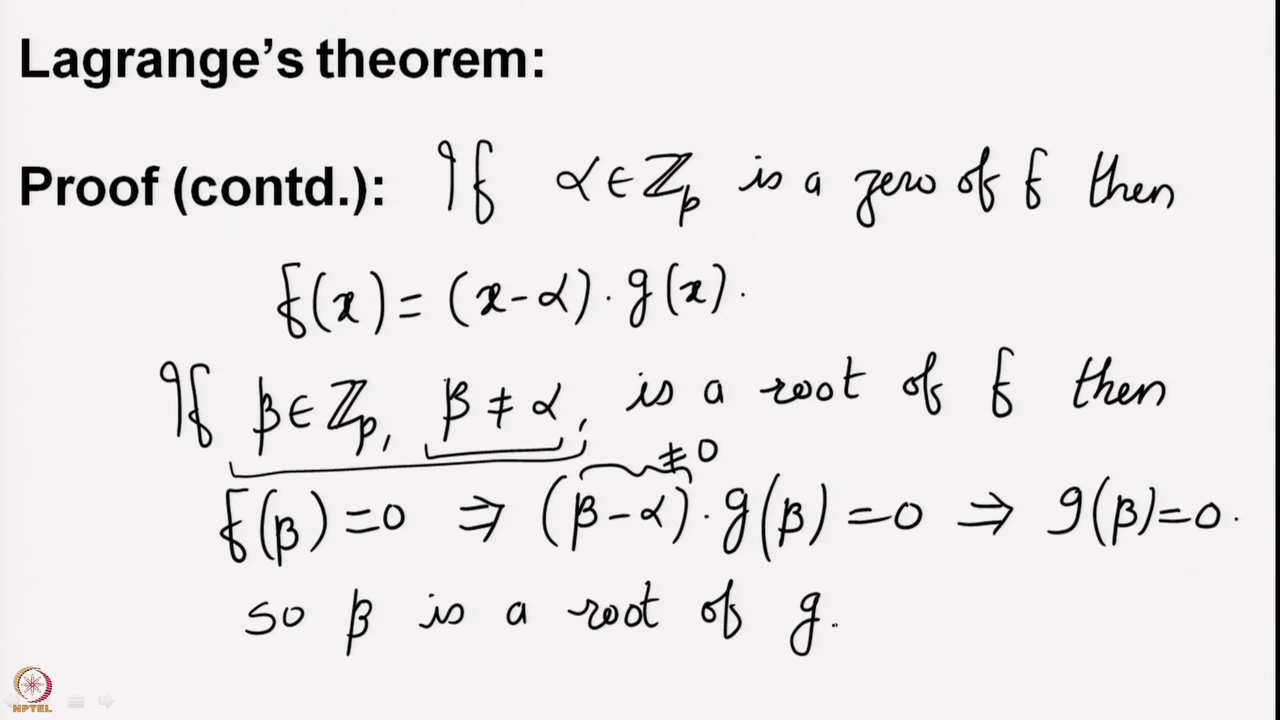 Lagrange's theorem:
Proof (contd.): If α ∈ ℤₚ is a zero of f then
f(x) = (x-α) · g(x) ·
If β ∈ ℤₚ, β ≠ α, is a root of f then
≠ 0
f(β) = 0 ⇒ (β-α) · g(β) = 0 ⇒ g(β) = 0 ·
so β is a root of g.
NPTEL